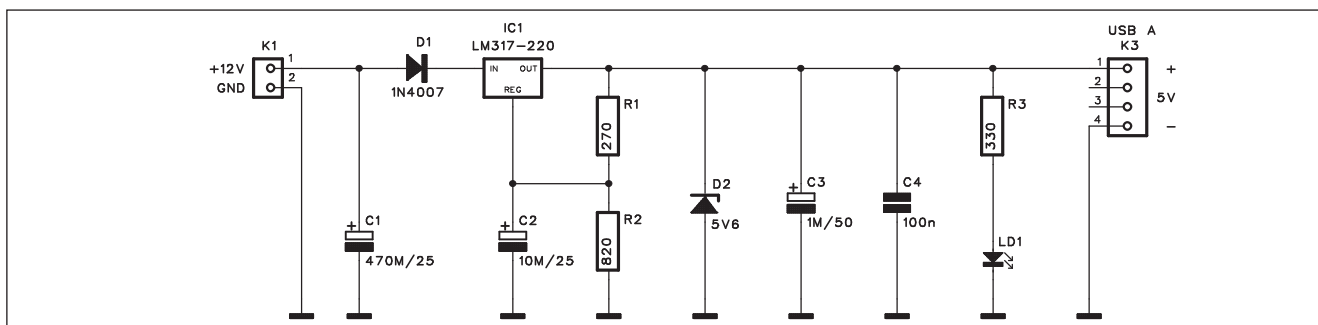 K1
+12V
GND
1
2
D1
1N4007
IC1
LM317-220
IN OUT
REG
R1
270
R2
820
C1
+
470M/25
C2
+
10M/25
D2
5V6
C3
+
1M/50
C4
100n
R3
330
LD1
USB A
K3
1
2
3
4
+
5V
-